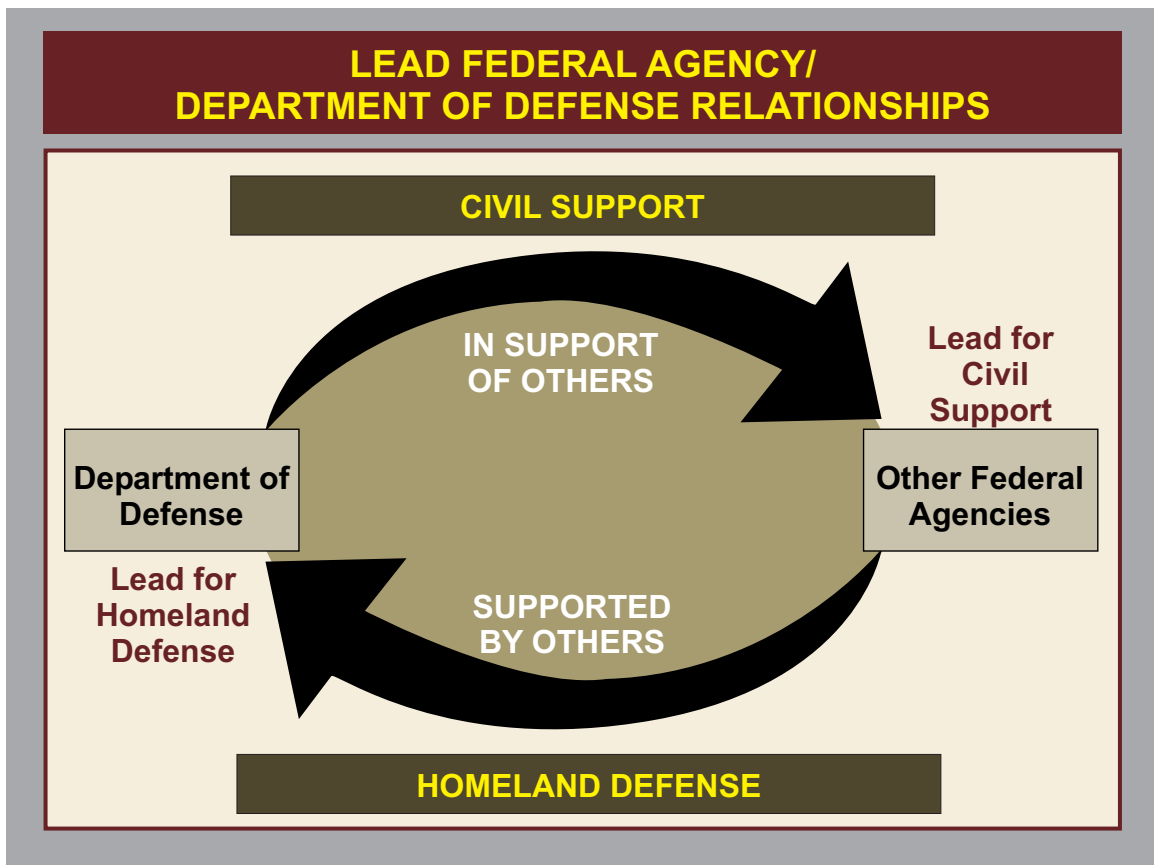 LEAD FEDERAL AGENCY/
DEPARTMENT OF DEFENSE RELATIONSHIPS
CIVIL SUPPORT
IN SUPPORT
OF OTHERS
Lead for
Civil
Support
Department of
Defense
Other Federal
Agencies
Lead for
Homeland
Defense
SUPPORTED
BY OTHERS
HOMELAND DEFENSE